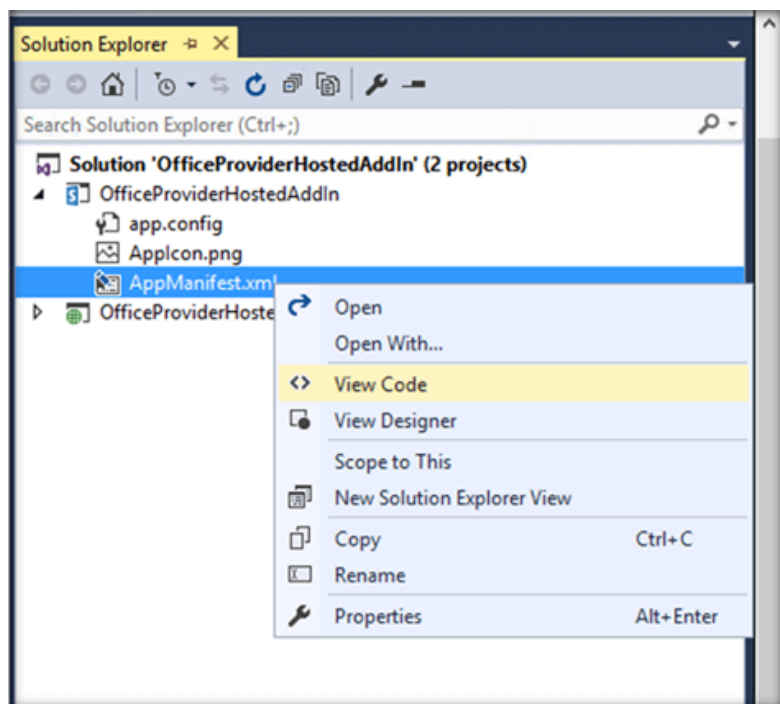 Solution Explorer
Search Solution Explorer (Ctrl+;)
Solution 'OfficeProviderHostedAddIn' (2 projects)
OfficeProviderHostedAddIn
app.config
AppIcon.png
AppManifest.xml
OfficeProviderHoste
Open
Open With...
View Code
View Designer
Scope to This
New Solution Explorer View
Copy Ctrl+C
Rename
Properties Alt+Enter